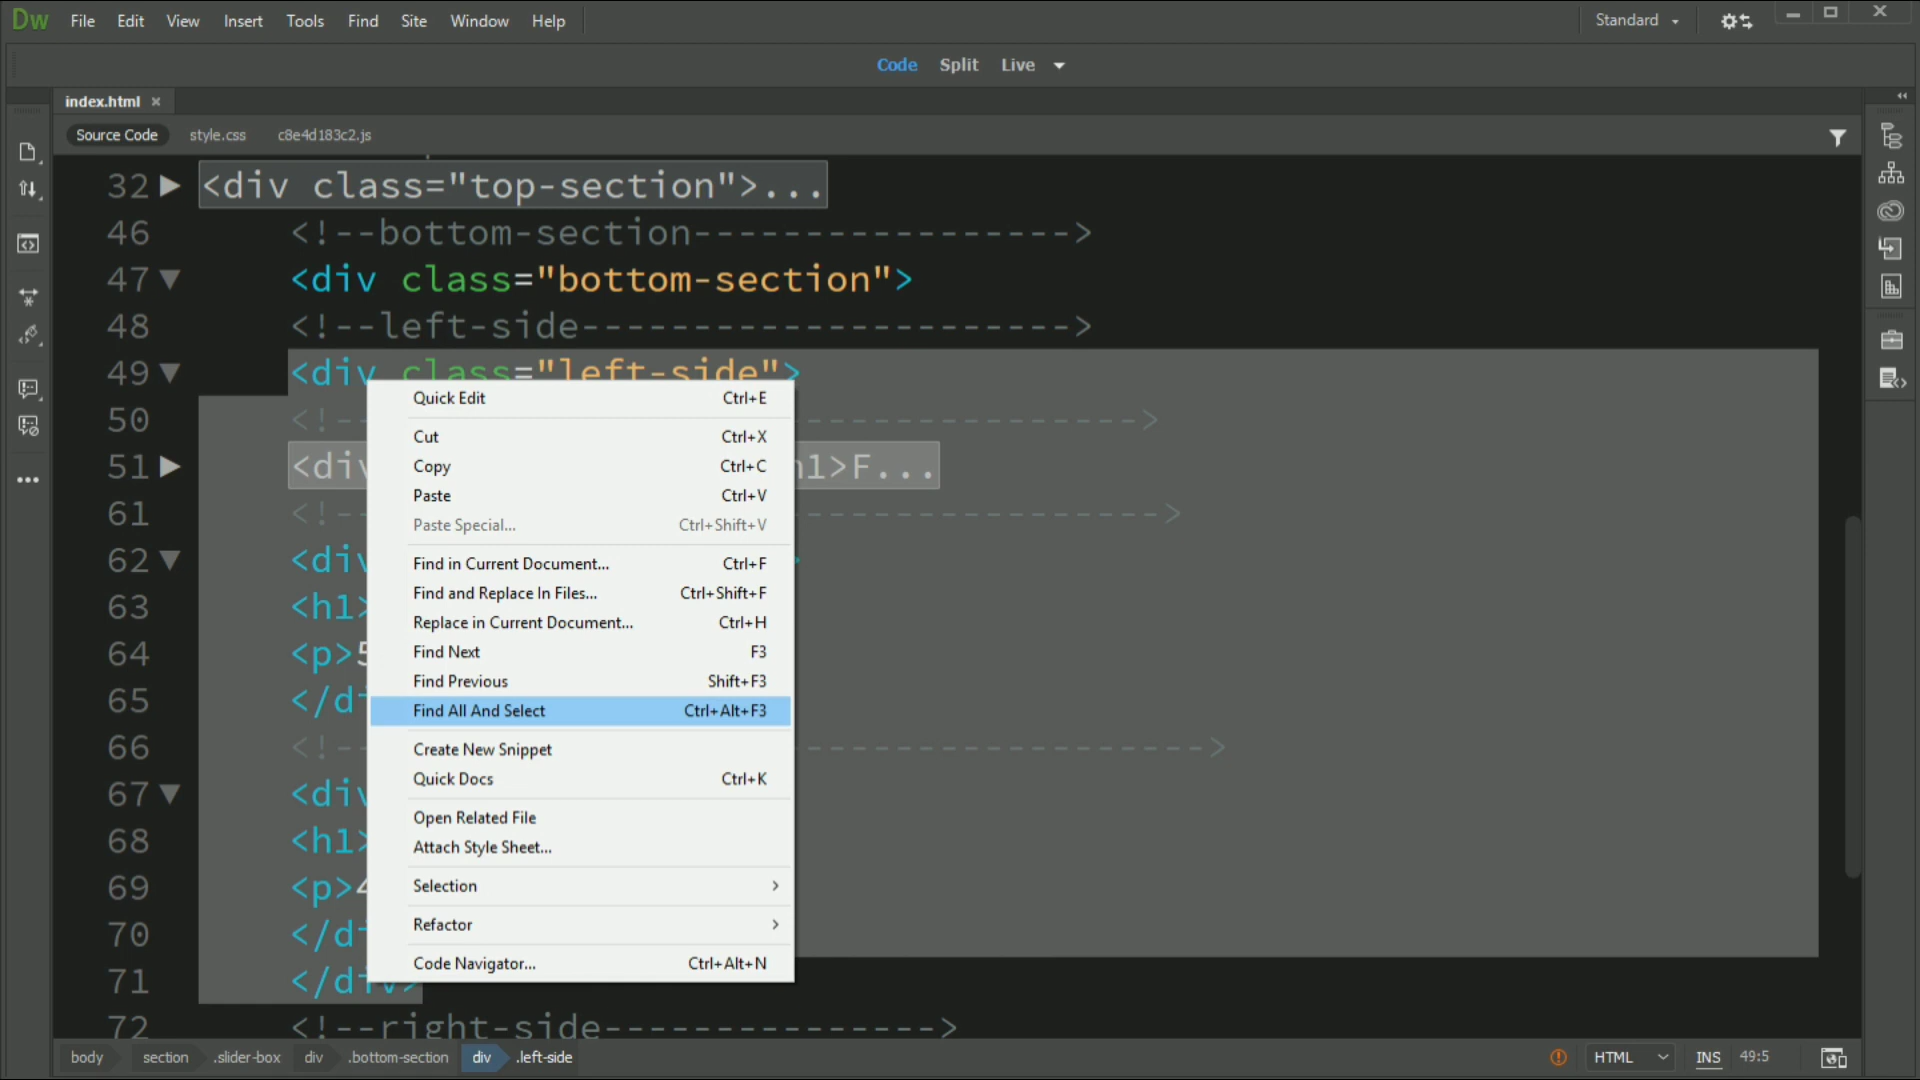 Dw File Edit View Insert Tools Find Site Window Help Standard
Code Split Live
index.html
Source Code style.css c8e4d183c2.js
32 <div class="top-section">...
46 <!--bottom-section----------------->
47 <div class="bottom-section">
48 <!--left-side---------------------->
49 <div class="left-side">
50 <!-- -------------->
51 <div h1>F...
61 <!-- --------------->
62 <div >
63 <h1>
64 <p>5
65 </di
66 <!-- ----------------->
67 <div
68 <h1>
69 <p>4
70 </di
71 </div>
72 <!--right-side--------------->
Quick Edit Ctrl+E
Cut Ctrl+X
Copy Ctrl+C
Paste Ctrl+V
Paste Special... Ctrl+Shift+V
Find in Current Document... Ctrl+F
Find and Replace In Files... Ctrl+Shift+F
Replace in Current Document... Ctrl+H
Find Next F3
Find Previous Shift+F3
Find All And Select Ctrl+Alt+F3
Create New Snippet
Quick Docs Ctrl+K
Open Related File
Attach Style Sheet...
Selection
Refactor
Code Navigator... Ctrl+Alt+N
body section .slider-box div .bottom-section div .left-side HTML INS 49:5